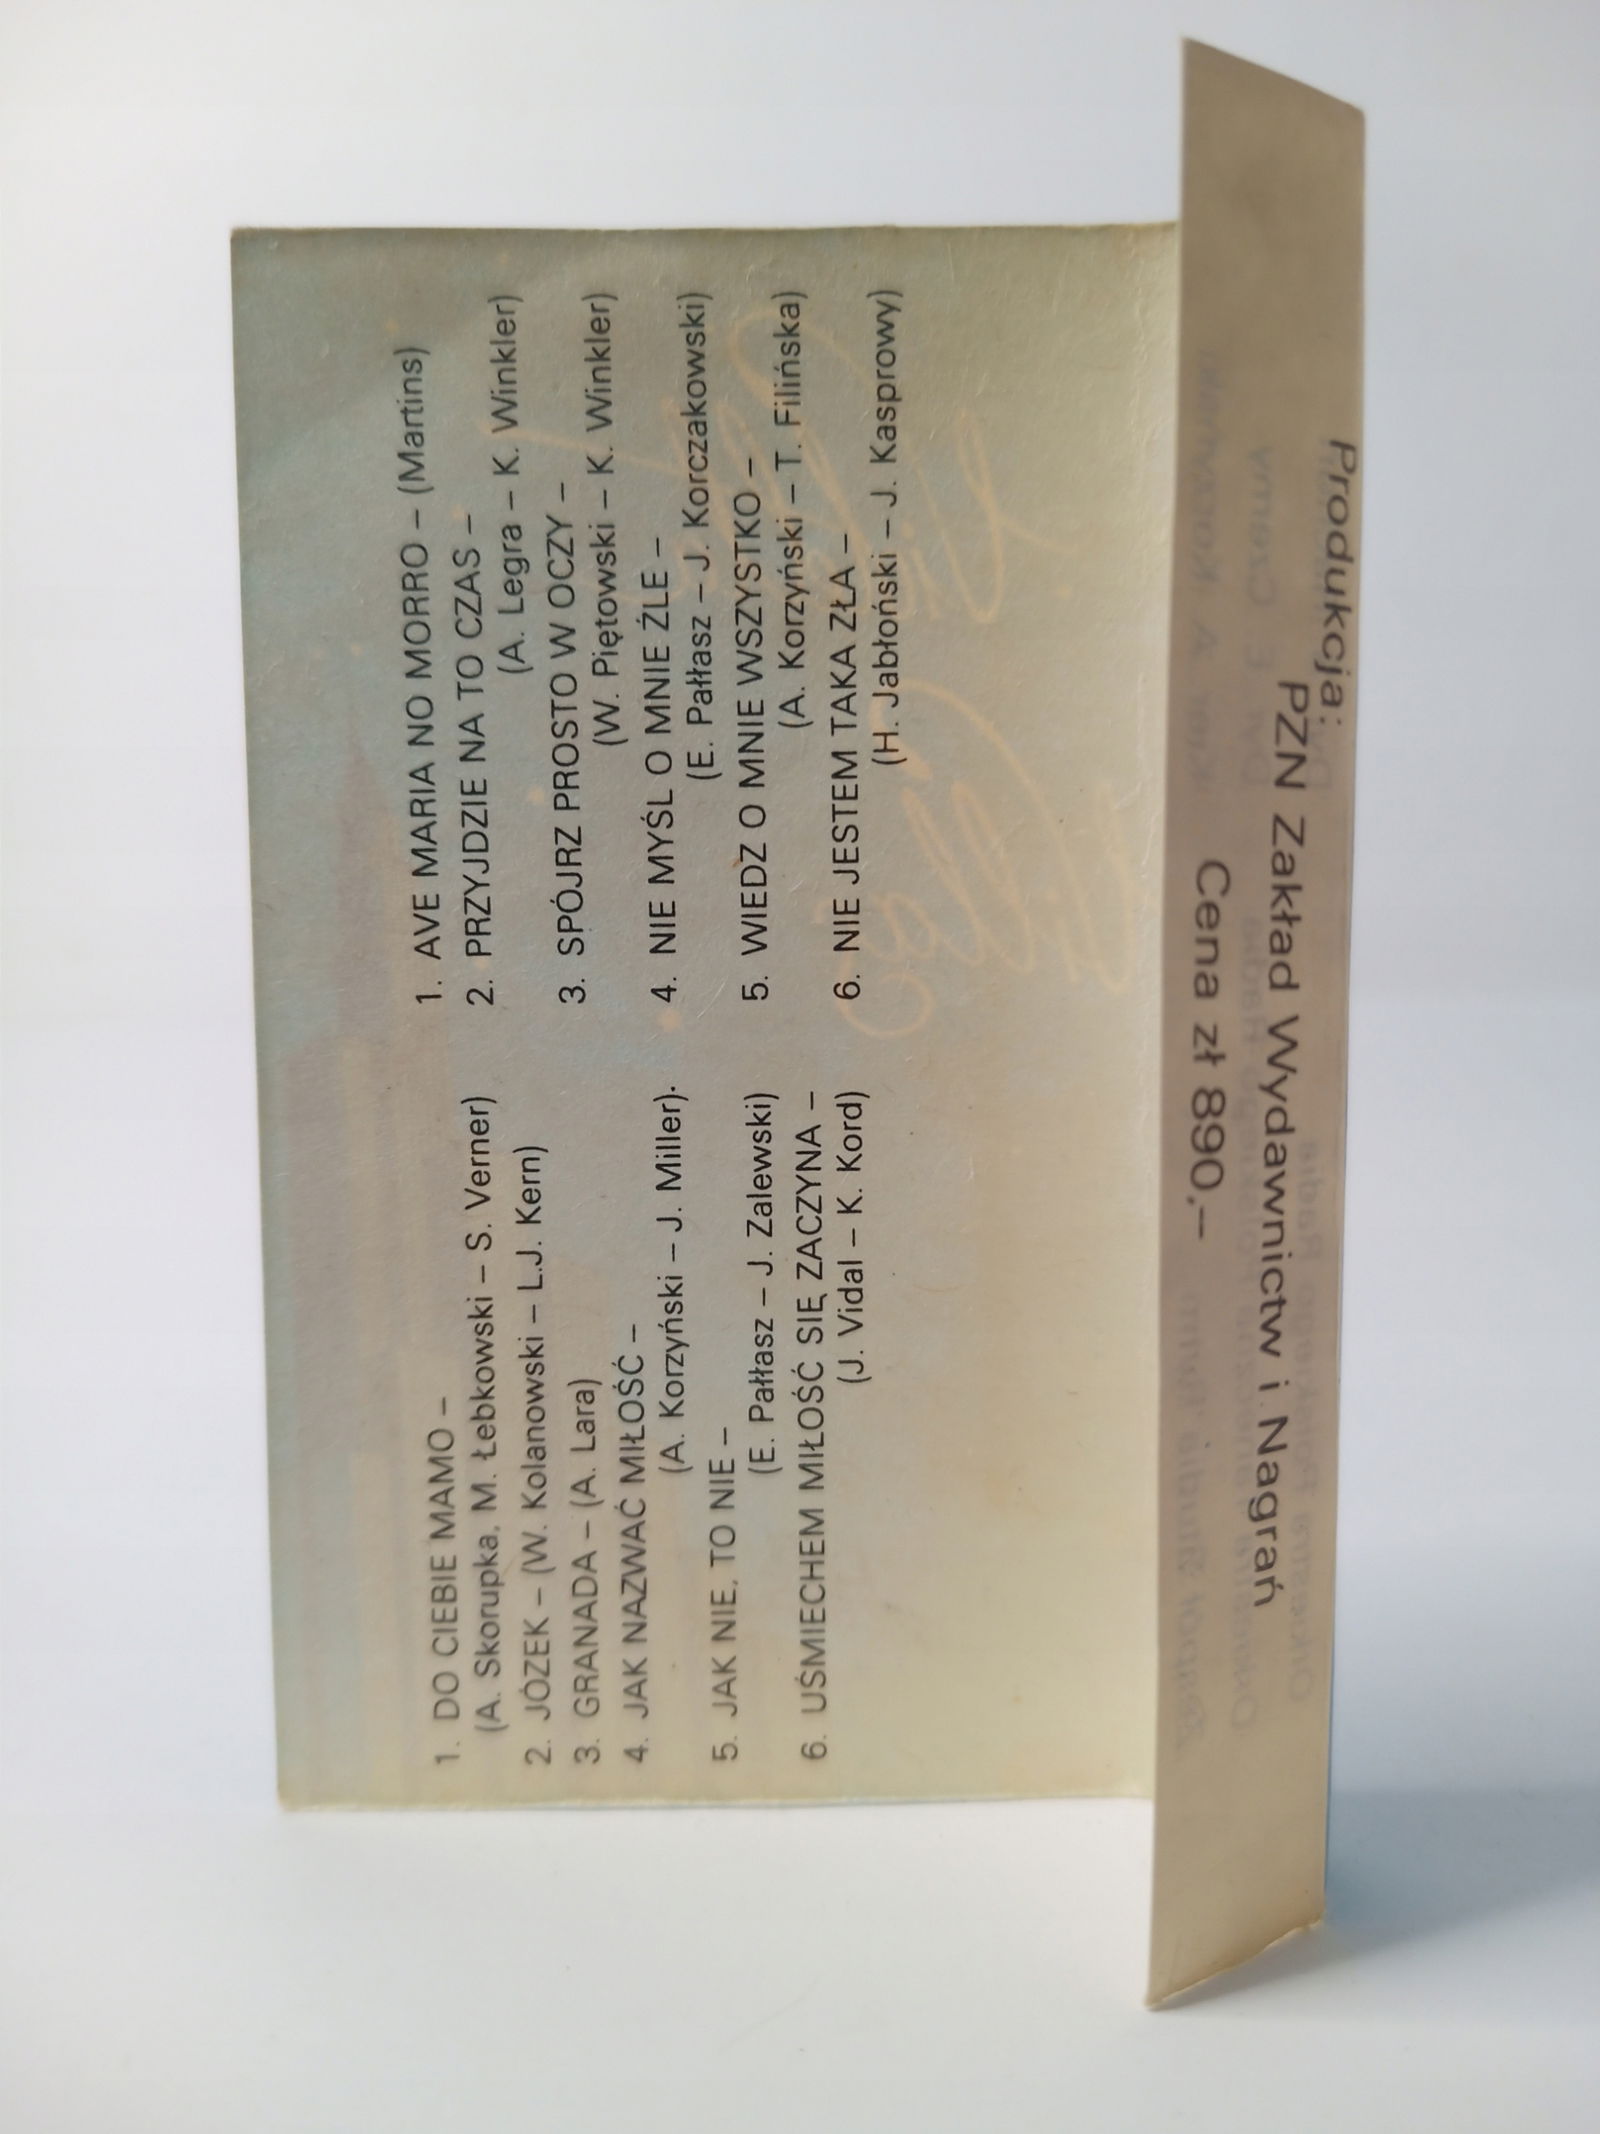 1. DO CIEBIE MAMO –
(A. Skorupka, M. Łebkowski – S. Verner)
2. JÓZEK – (W. Kolanowski – L.J. Kern)
3. GRANADA – (A. Lara)
4. JAK NAZWAĆ MIŁOŚĆ –
(A. Korzyński – J. Miller).
5. JAK NIE, TO NIE –
(E. Pałłasz – J. Zalewski)
6. UŚMIECHEM MIŁOŚĆ SIĘ ZACZYNA –
(J. Vidal – K. Kord)
1. AVE MARIA NO MORRO – (Martins)
2. PRZYJDZIE NA TO CZAS –
(A. Legra – K. Winkler)
3. SPÓJRZ PROSTO W OCZY –
(W. Piętowski – K. Winkler)
4. NIE MYŚL O MNIE ŹLE –
(E. Pałłasz – J. Korczakowski)
5. WIEDZ O MNIE WSZYSTKO –
(A. Korzyński – T. Filińska)
6. NIE JESTEM TAKA ZŁA –
(H. Jabłoński – J. Kasprowy)
Produkcja:
PZN Zakład Wydawnictw i Nagrań
Cena zł 890,–